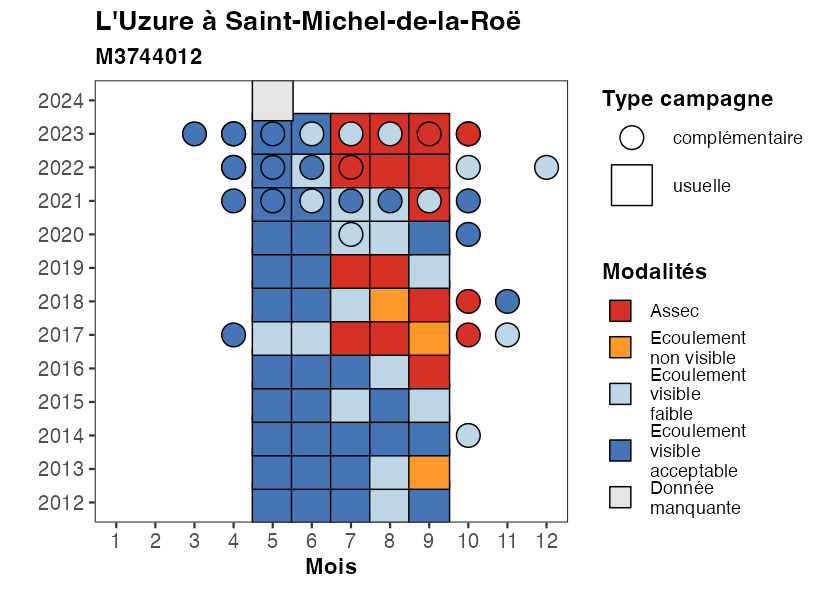 L'Uzure à Saint-Michel-de-la-Roë
M3744012
2024
2023
2022
2021
2020
2019
2018
2017
2016
2015
2014
2013
2012
1 2 3 4 5 6 7 8 9 10 11 12
Mois
Type campagne
complémentaire
usuelle
Modalités
Assec
Ecoulement
non visible
Ecoulement
visible
faible
Ecoulement
visible
acceptable
Donnée
manquante